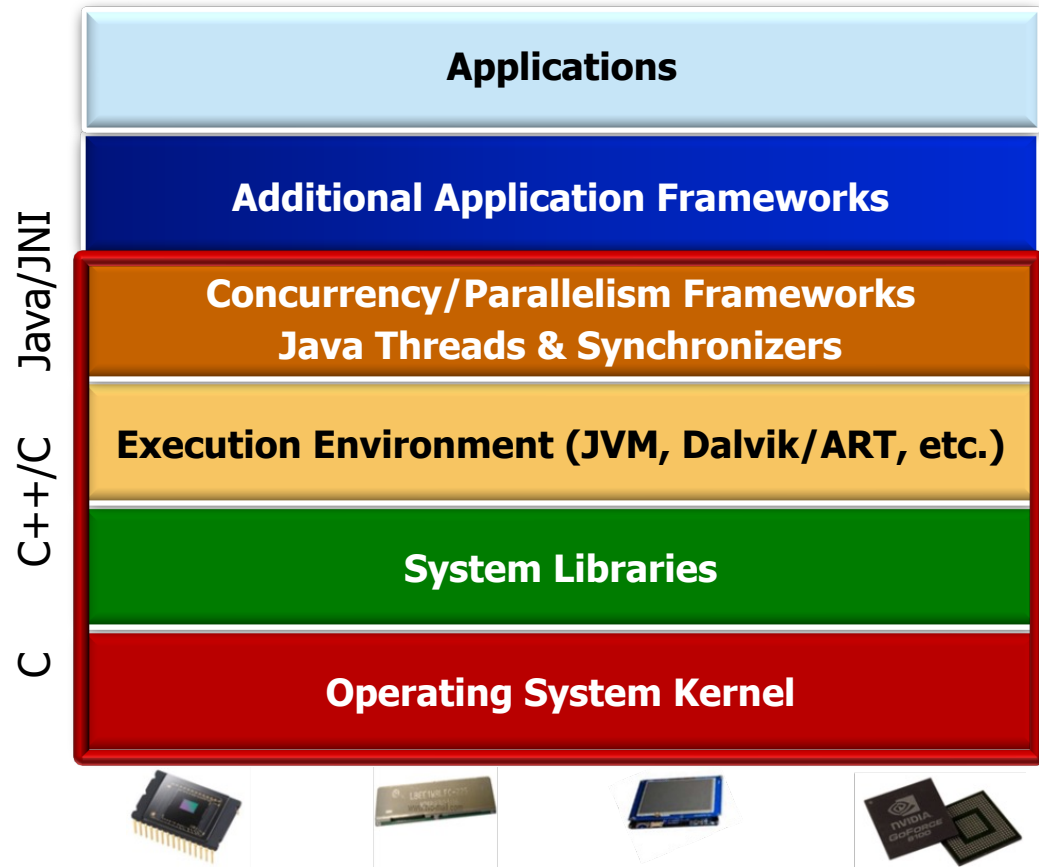 Applications
Additional Application Frameworks
Java/JNI
Concurrency/Parallelism Frameworks
Java Threads & Synchronizers
C++/C
Execution Environment (JVM, Dalvik/ART, etc.)
System Libraries
C
Operating System Kernel
NVIDIA